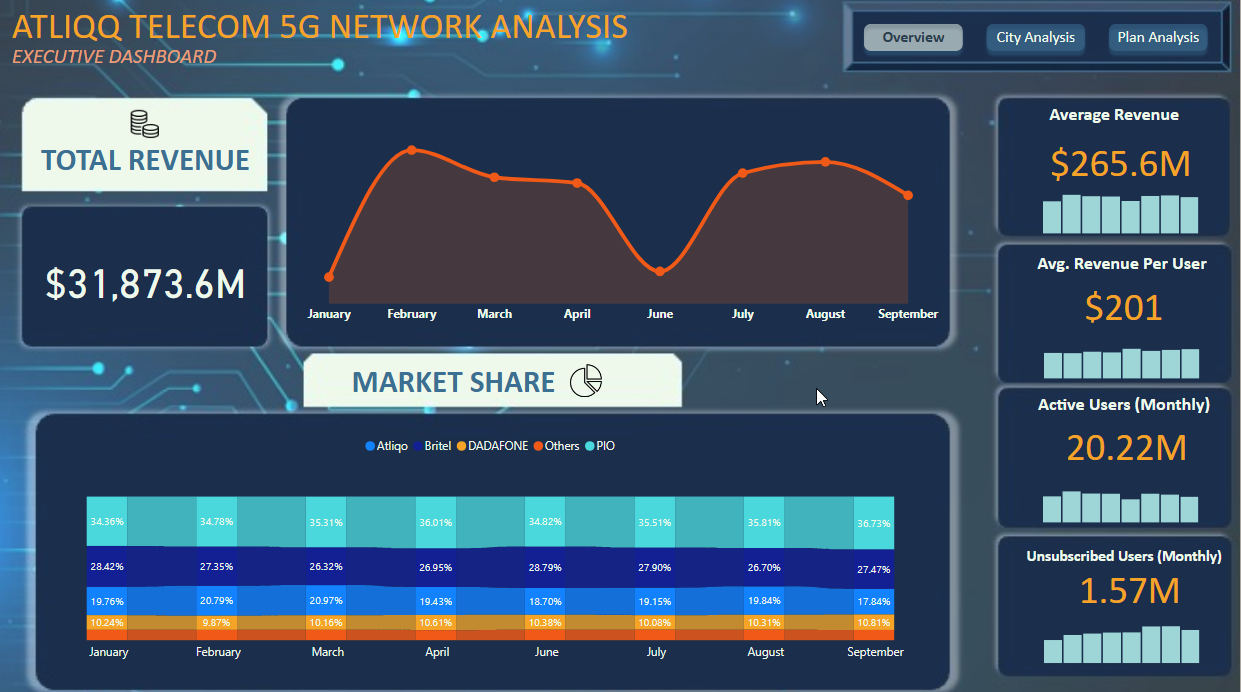 ATLIQQ TELECOM 5G NETWORK ANALYSIS
EXECUTIVE DASHBOARD
Overview City Analysis Plan Analysis
TOTAL REVENUE
$31,873.6M
January February March April June July August September
Average Revenue
$265.6M
Avg. Revenue Per User
$201
Active Users (Monthly)
20.22M
Unsubscribed Users (Monthly)
1.57M
MARKET SHARE
Atliqo Britel DADAFONE Others PIO
34.36% 34.78% 35.31% 36.01% 34.82% 35.51% 35.81% 36.73%
28.42% 27.35% 26.32% 26.95% 28.79% 27.90% 26.70% 27.47%
19.76% 20.79% 20.97% 19.43% 18.70% 19.15% 19.84% 17.84%
10.24% 9.87% 10.16% 10.61% 10.38% 10.08% 10.31% 10.81%
January February March April June July August September